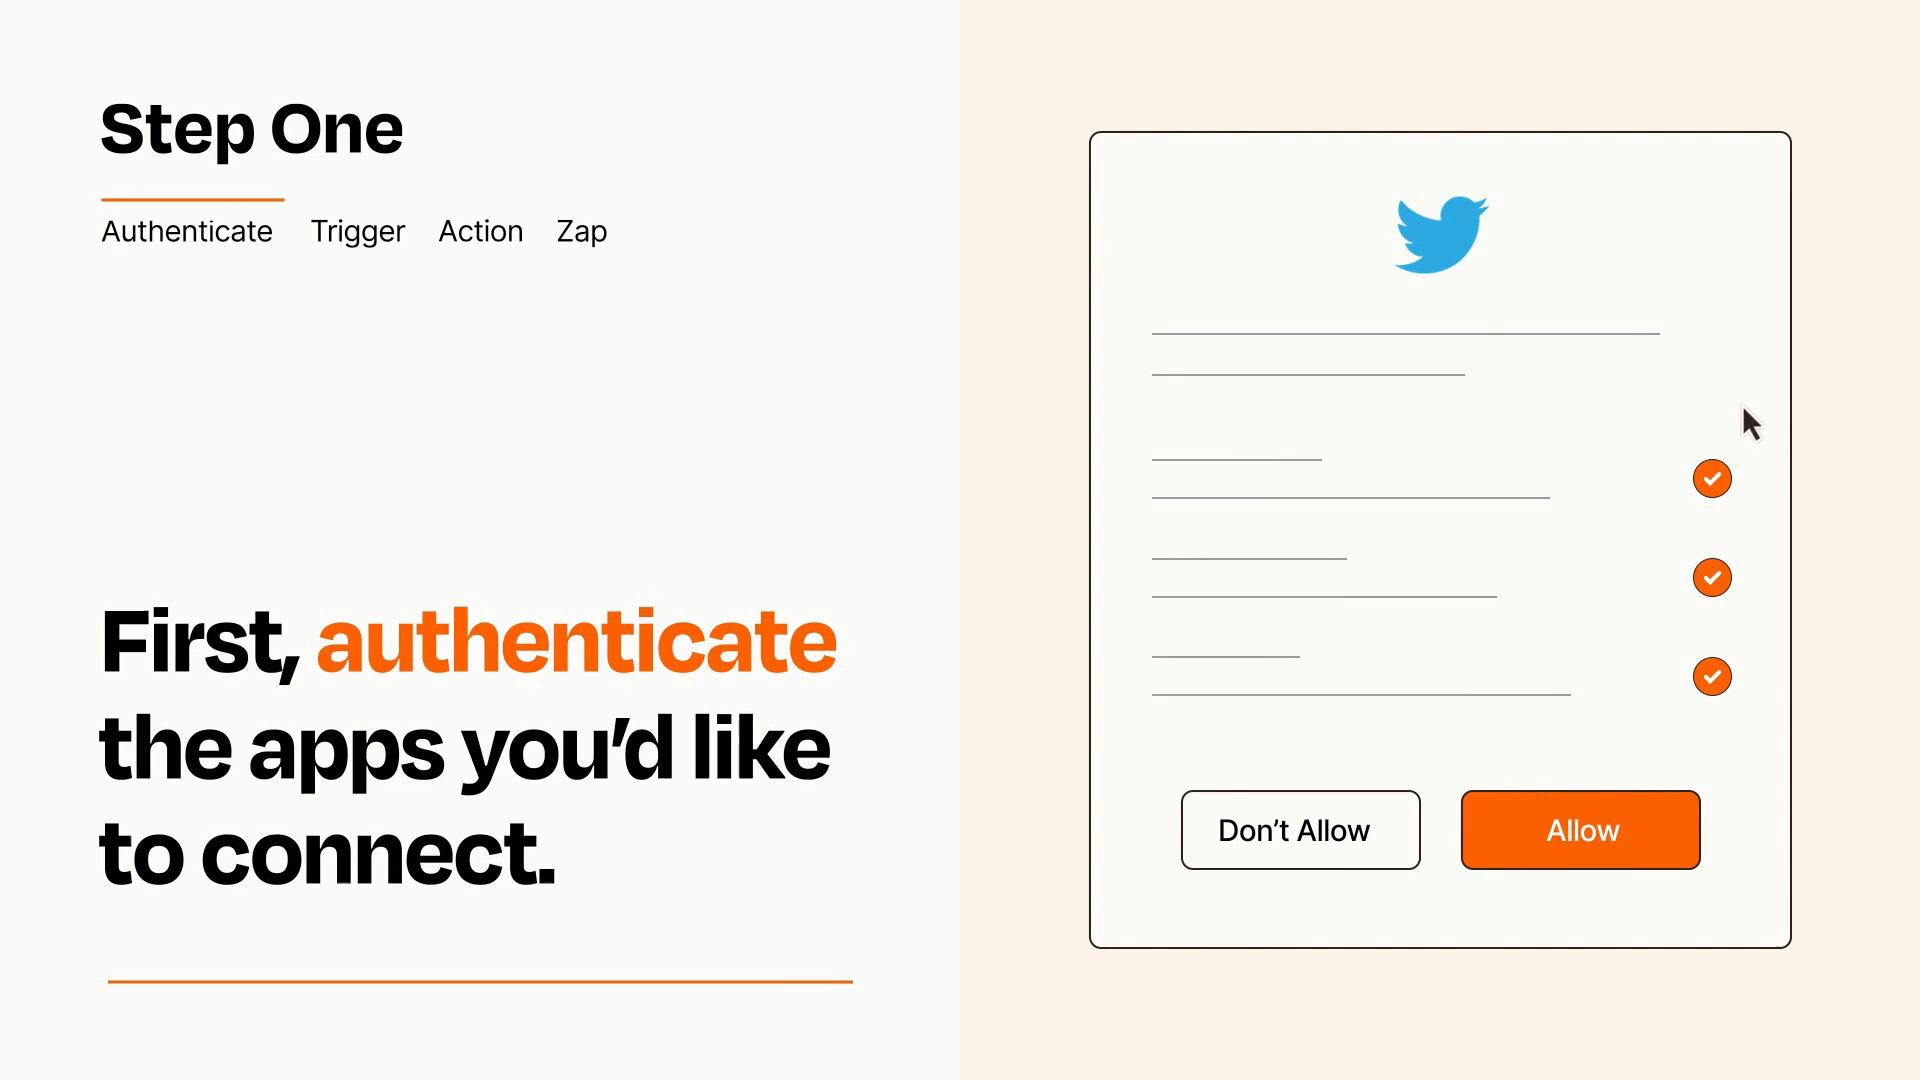 Step One
Authenticate Trigger Action Zap
First, authenticate
the apps you’d like
to connect.
Don’t Allow
Allow